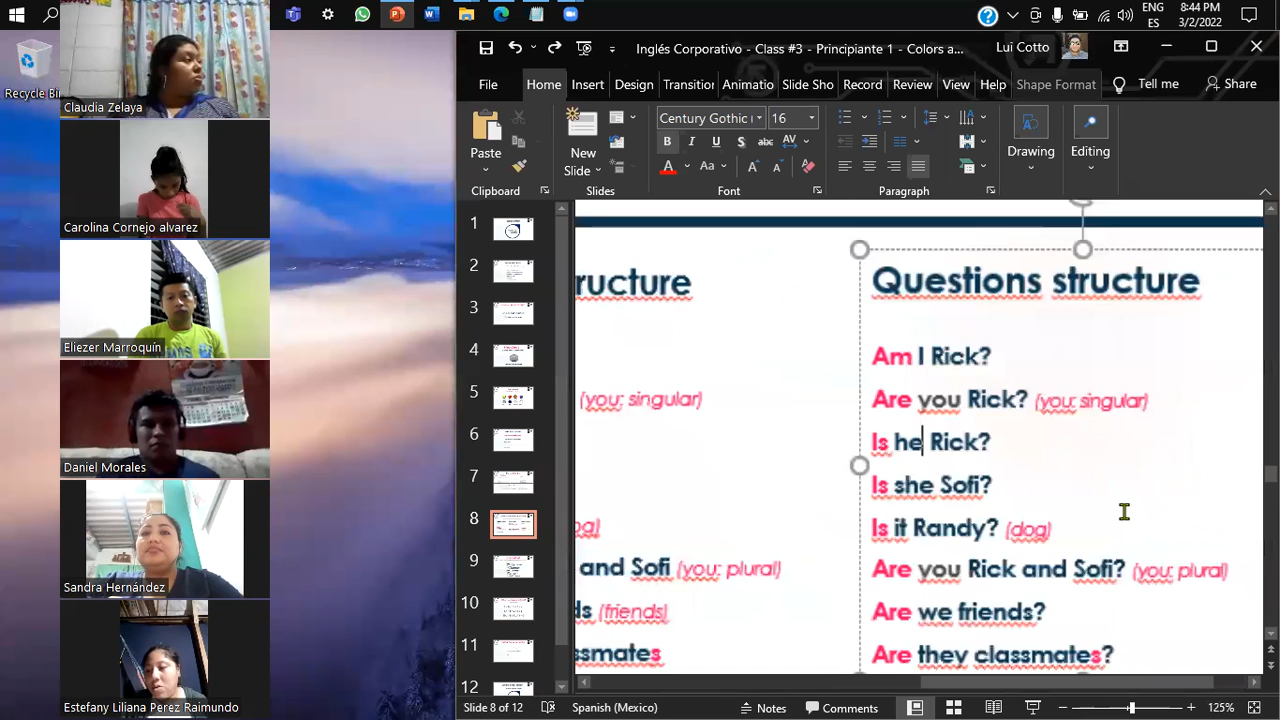 ENG
ES
8:44 PM
3/2/2022
Recycle Bin
Inglés Corporativo - Class #3 - Principiante 1 - Colors a...
Lui Cotto
File
Home
Insert
Design
Transition
Animatio
Slide Sho
Record
Review
View
Help
Shape Format
Tell me
Share
Paste
New
Slide
Century Gothic
16
Drawing
Editing
Clipboard
Slides
Font
Paragraph
Claudia Zelaya
Carolina Cornejo alvarez
Eliezer Marroquín
Daniel Morales
Sandra Hernández
Estefany Liliana Perez Raimundo
1
2
3
4
5
6
7
8
9
10
11
12
ructure
(you: singular)
og)
and Sofi (you: plural)
ds (friends)
ssmates
Questions structure
Am I Rick?
Are you Rick? (you: singular)
Is he Rick?
Is she Sofi?
Is it Randy? (dog)
Are you Rick and Sofi? (you: plural)
Are we friends?
Are they classmates?
Slide 8 of 12
Spanish (Mexico)
Notes
Comments
125%